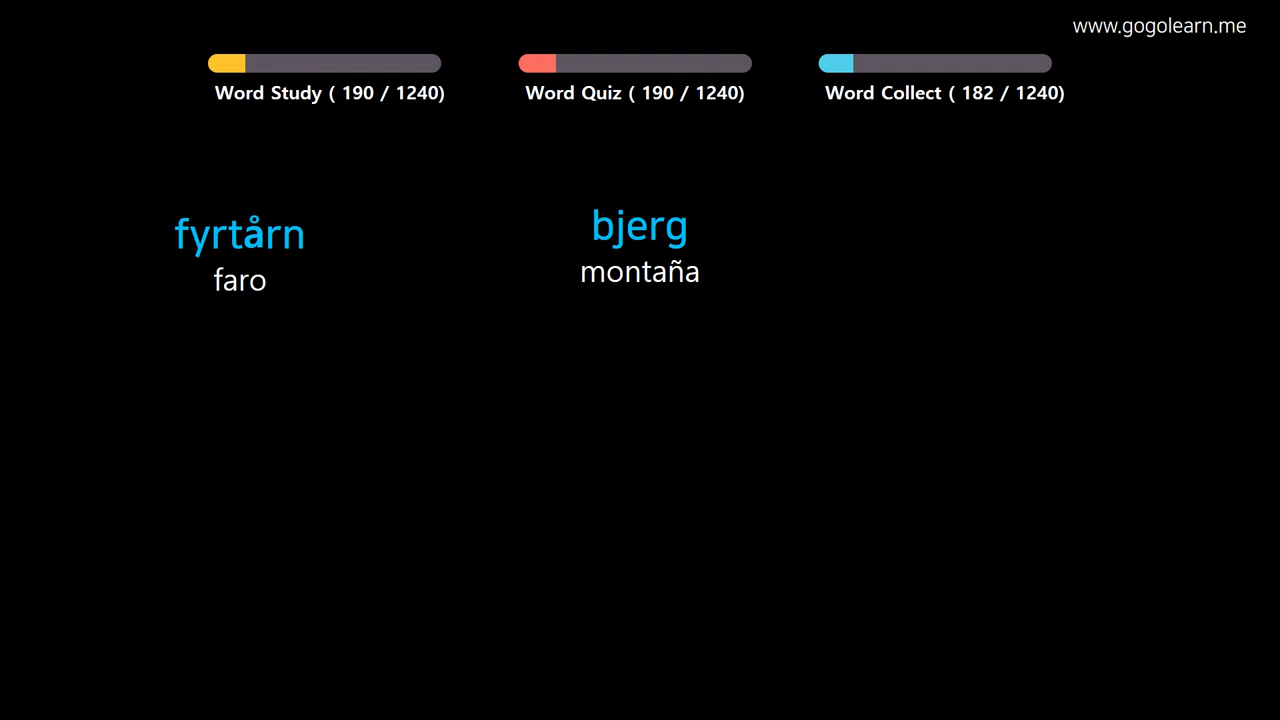 www.gogolearn.me
Word Study ( 190 / 1240)
Word Quiz ( 190 / 1240)
Word Collect ( 182 / 1240)
fyrtårn
faro
bjerg
montaña